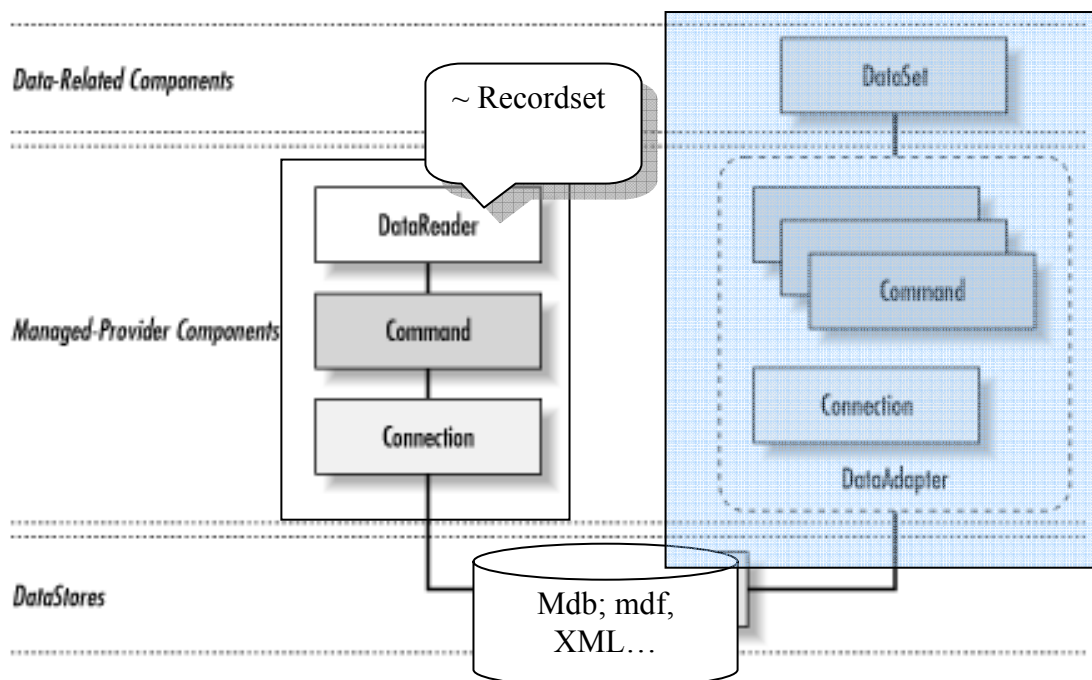 Data-Related Components
~ Recordset
DataSet
Managed-Provider Components
DataReader
Command
Connection
Command
Connection
DataAdapter
DataStores
Mdb; mdf,
XML…